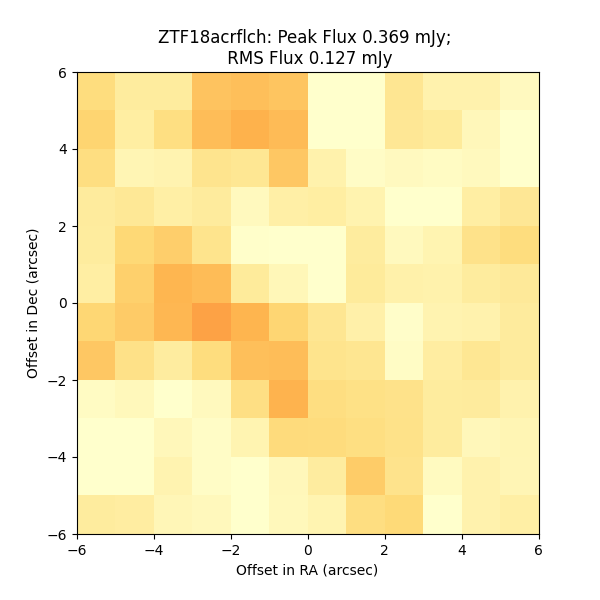 ZTF18acrflch: Peak Flux 0.369 mJy;
RMS Flux 0.127 mJy
6
4
2
0
−2
−4
−6
Offset in Dec (arcsec)
−6 −4 −2 0 2 4 6
Offset in RA (arcsec)